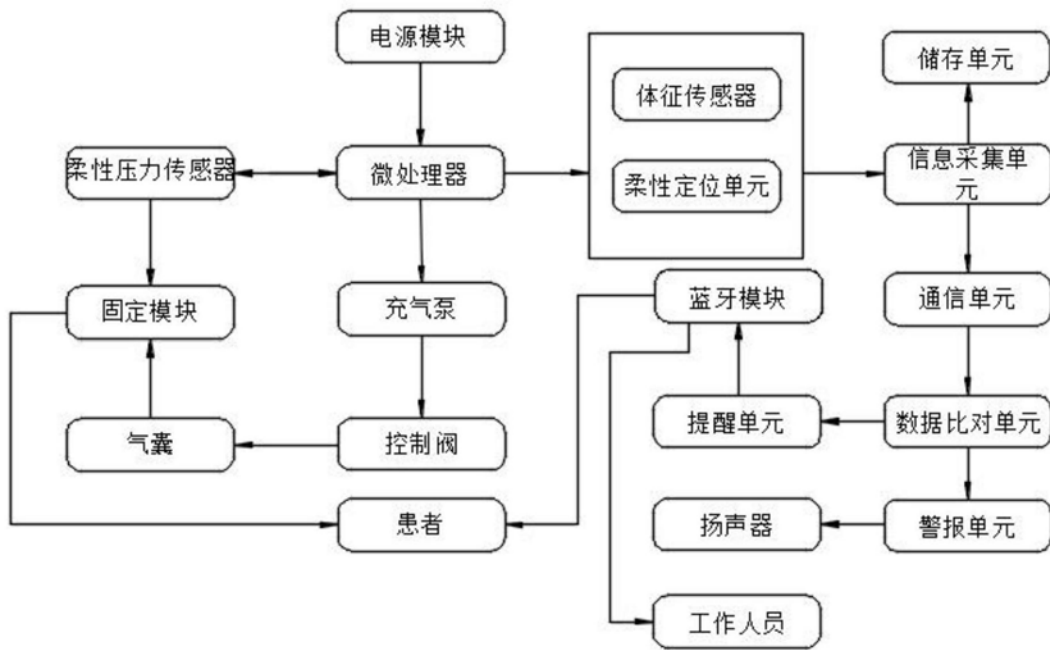 电源模块
体征传感器
储存单元
柔性压力传感器
微处理器
柔性定位单元
信息采集单
元
固定模块
充气泵
蓝牙模块
通信单元
气囊
控制阀
提醒单元
数据比对单元
患者
扬声器
警报单元
工作人员